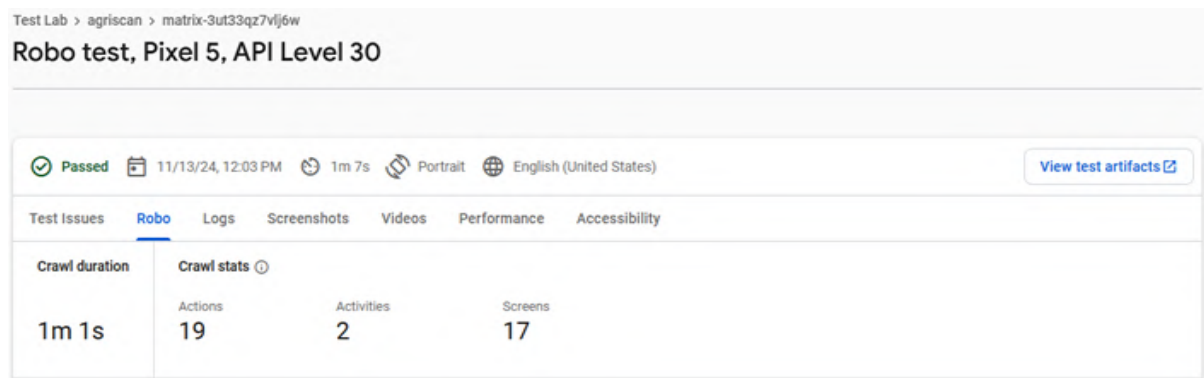 Test Lab > agriscan > matrix-3ut33qz7vlj6w
Robo test, Pixel 5, API Level 30
Passed 11/13/24, 12:03 PM 1m 7s Portrait English (United States) View test artifacts
Test Issues Robo Logs Screenshots Videos Performance Accessibility
Crawl duration Crawl stats
Actions Activities Screens
1m 1s 19 2 17